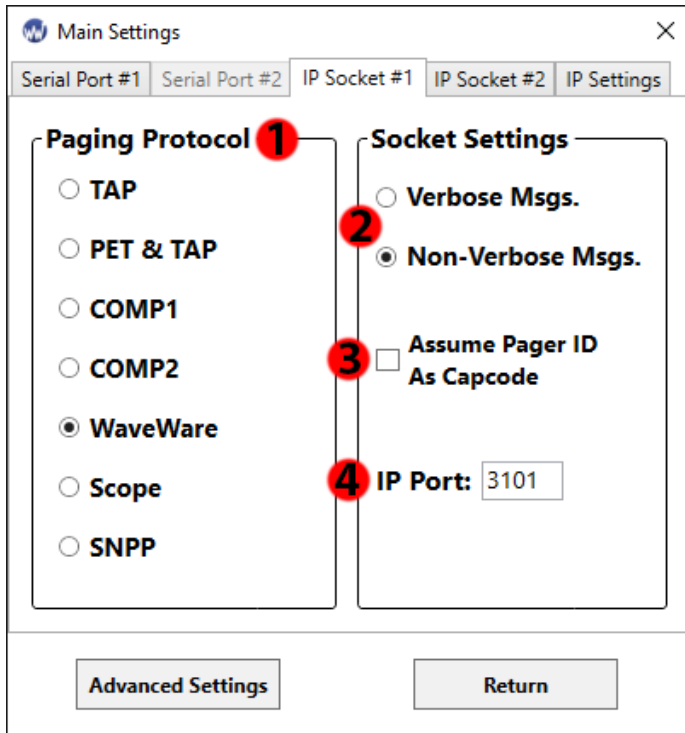 Main Settings
Serial Port #1 Serial Port #2 IP Socket #1 IP Socket #2 IP Settings
Paging Protocol 1
TAP
PET & TAP
COMP1
COMP2
WaveWare
Scope
SNPP
Socket Settings
Verbose Msgs.
2
Non-Verbose Msgs.
3
Assume Pager ID
As Capcode
4 IP Port: 3101
Advanced Settings Return